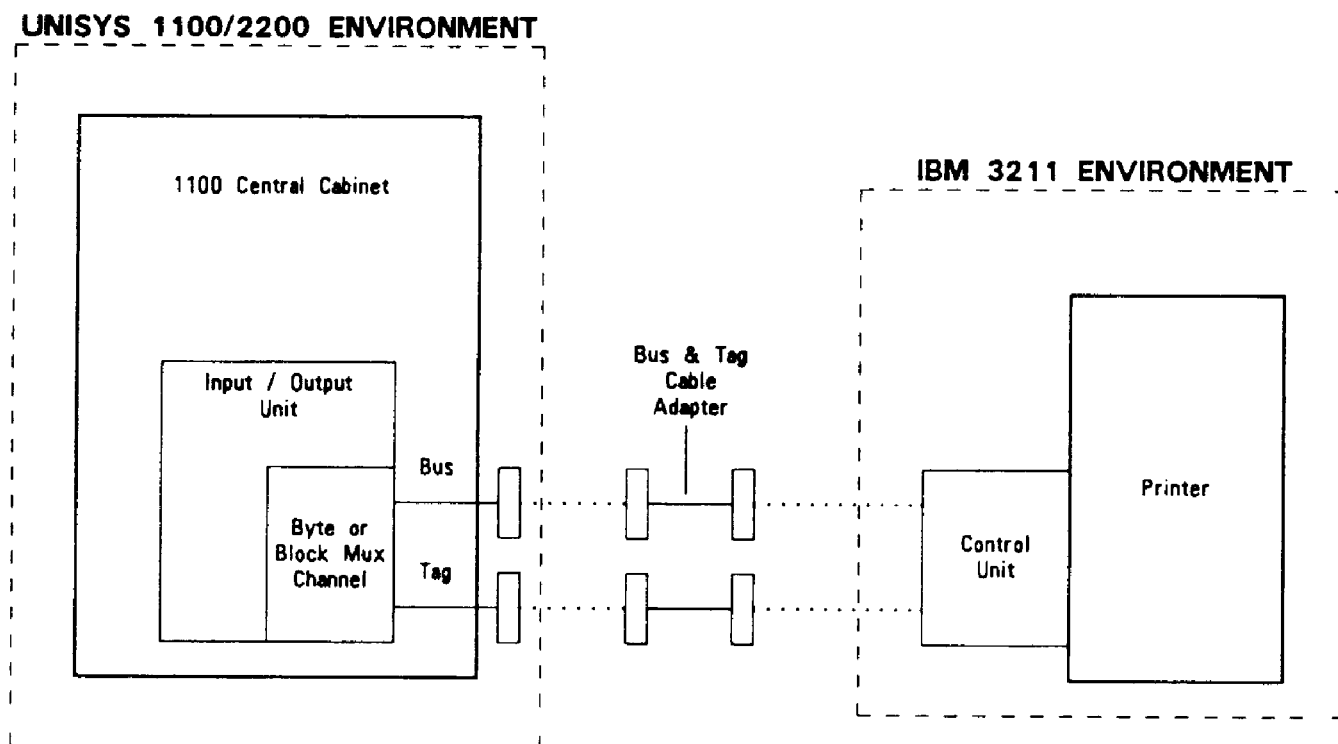 UNISYS 1100/2200 ENVIRONMENT
1100 Central Cabinet
Input / Output
Unit
Bus
Byte or
Block Mux
Channel
Tag
Bus & Tag
Cable
Adapter
IBM 3211 ENVIRONMENT
Printer
Control
Unit